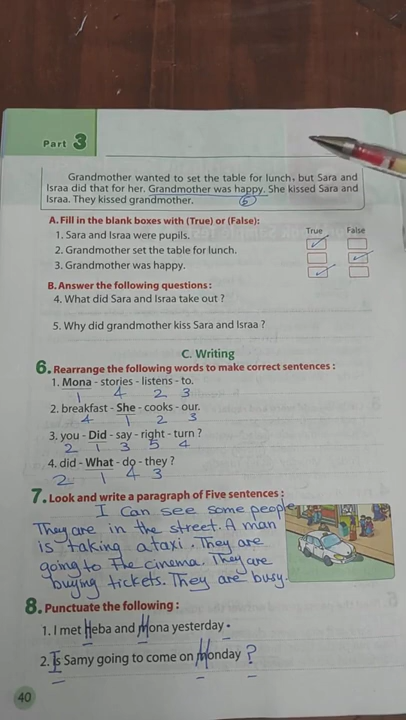 Part 3
Grandmother wanted to set the table for lunch, but Sara and
Israa did that for her. Grandmother was happy. She kissed Sara and
Israa. They kissed grandmother.
6
A. Fill in the blank boxes with (True) or (False):
True False
1. Sara and Israa were pupils. ✓
2. Grandmother set the table for lunch. ✓
3. Grandmother was happy. ✓
B. Answer the following questions:
4. What did Sara and Israa take out ?
5. Why did grandmother kiss Sara and Israa ?
C. Writing
6. Rearrange the following words to make correct sentences :
1. Mona - stories - listens - to.
1 4 2 3
2. breakfast - She - cooks - our.
4 1 2 3
3. you - Did - say - right - turn ?
2 1 3 5 4
4. did - What - do - they ?
2 1 4 3
7. Look and write a paragraph of Five sentences :
I Can see some people.
They are in the street. A man
is taking a taxi. They are
going to The cinema. They are
buying tickets. They are busy.
8. Punctuate the following :
1. I met Heba and Mona yesterday .
2. Is Samy going to come on Monday ?
40